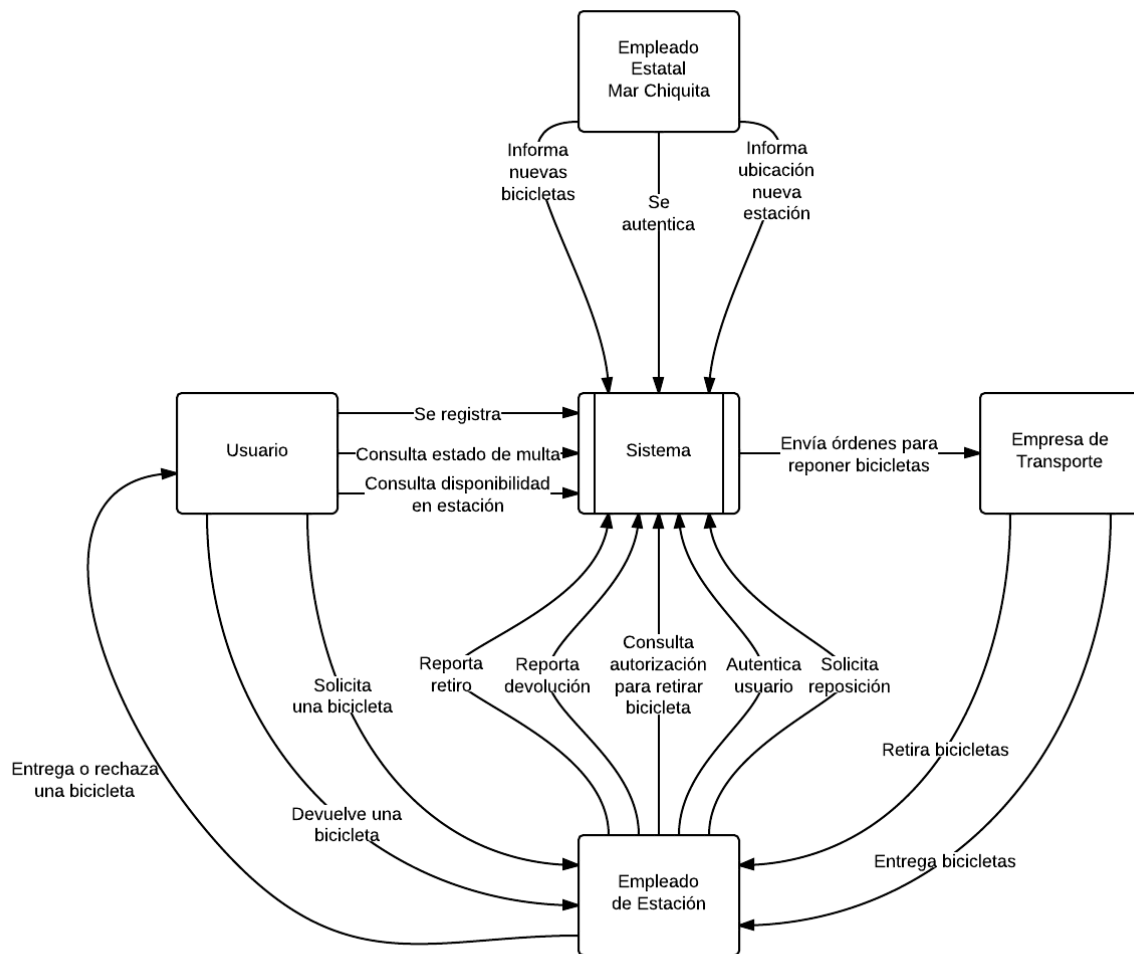 Empleado
Estatal
Mar Chiquita
Informa
nuevas
bicicletas
Se
autentica
Informa
ubicación
nueva
estación
Usuario
Se registra
Consulta estado de multa
Consulta disponibilidad
en estación
Sistema
Envía órdenes para
reponer bicicletas
Empresa de
Transporte
Solicita
una bicicleta
Reporta
retiro
Reporta
devolución
Consulta
autorización
para retirar
bicicleta
Autentica
usuario
Solicita
reposición
Retira bicicletas
Entrega o rechaza
una bicicleta
Devuelve una
bicicleta
Entrega bicicletas
Empleado
de Estación